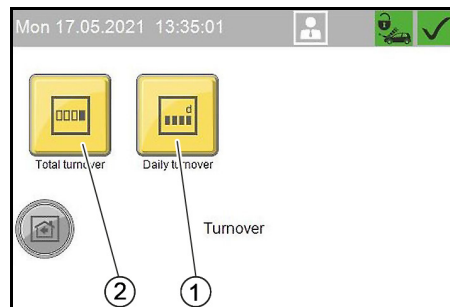 Mon 17.05.2021 13:35:01
d
Total turnover Daily turnover
Turnover
2 1